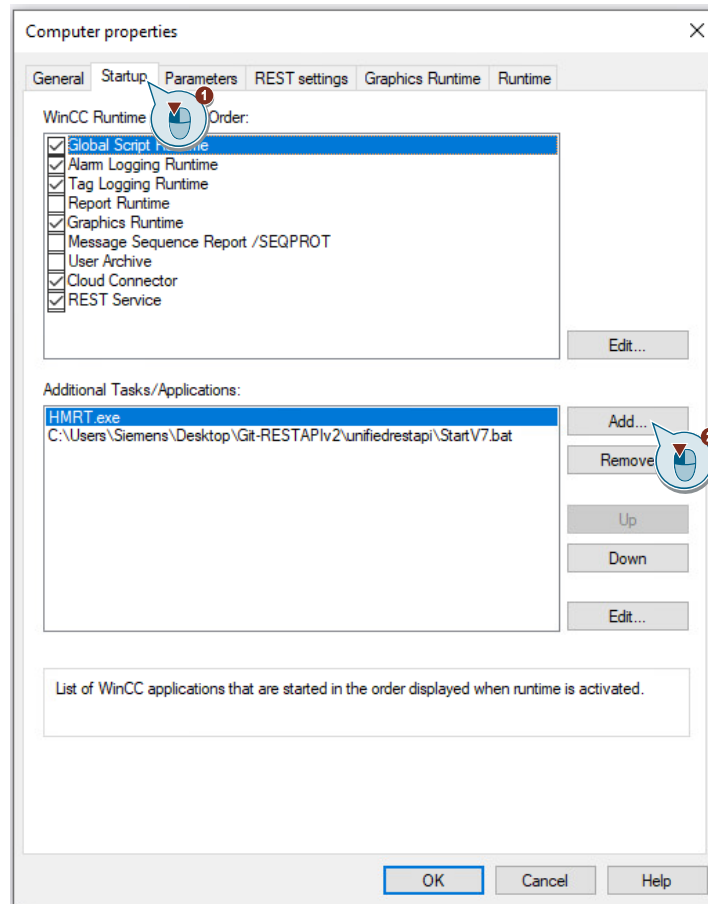 Computer properties
General Startup Parameters REST settings Graphics Runtime Runtime
1
WinCC Runtime Order:
Global Script
Alarm Logging Runtime
Tag Logging Runtime
Report Runtime
Graphics Runtime
Message Sequence Report /SEQPROT
User Archive
Cloud Connector
REST Service
Edit...
Additional Tasks/Applications:
HMRT.exe
C:\Users\Siemens\Desktop\Git-RESTAPIv2\unifiedrestapi\StartV7.bat
Add...
Remove
Up
Down
Edit...
List of WinCC applications that are started in the order displayed when runtime is activated.
OK Cancel Help